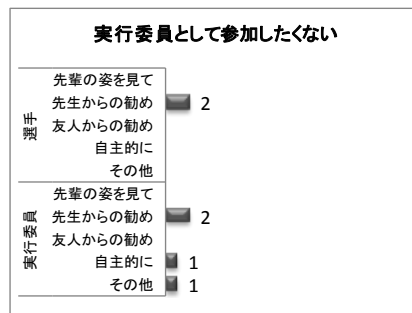 実行委員として参加したくない
選手
先輩の姿を見て
先生からの勧め 2
友人からの勧め
自主的に
その他
実行委員
先輩の姿を見て
先生からの勧め 2
友人からの勧め
自主的に 1
その他 1